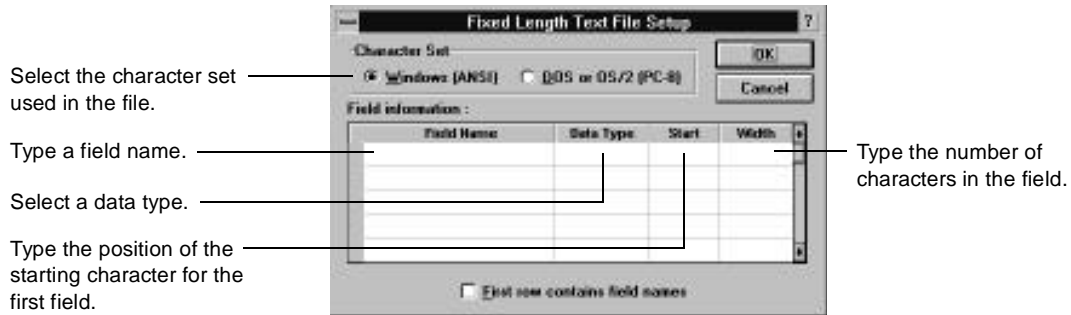 Fixed Length Text File Setup
?
Character Set
Windows (ANSI)
DOS or OS/2 (PC-8)
OK
Cancel
Field information :
Field Name Data Type Start Width
First row contains field names
Select the character set
used in the file.
Type a field name.
Select a data type.
Type the position of the
starting character for the
first field.
Type the number of
characters in the field.